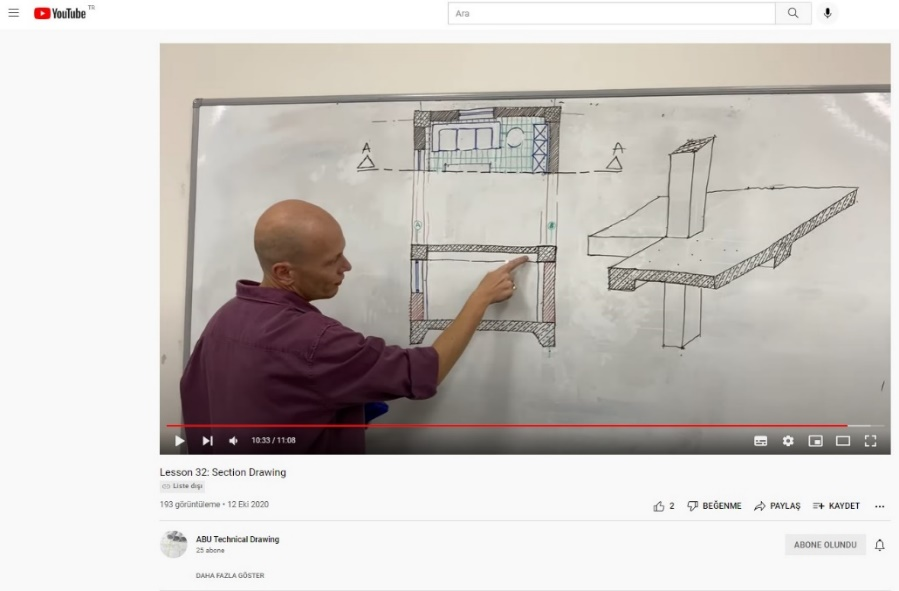 YouTube TR
Ara
A A
10:33 / 11:08
Lesson 32: Section Drawing
Liste dışı
193 görüntüleme • 12 Eki 2020
2 BEĞENME PAYLAŞ KAYDET
ABU Technical Drawing
25 abone
ABONE OLUNDU
DAHA FAZLA GÖSTER